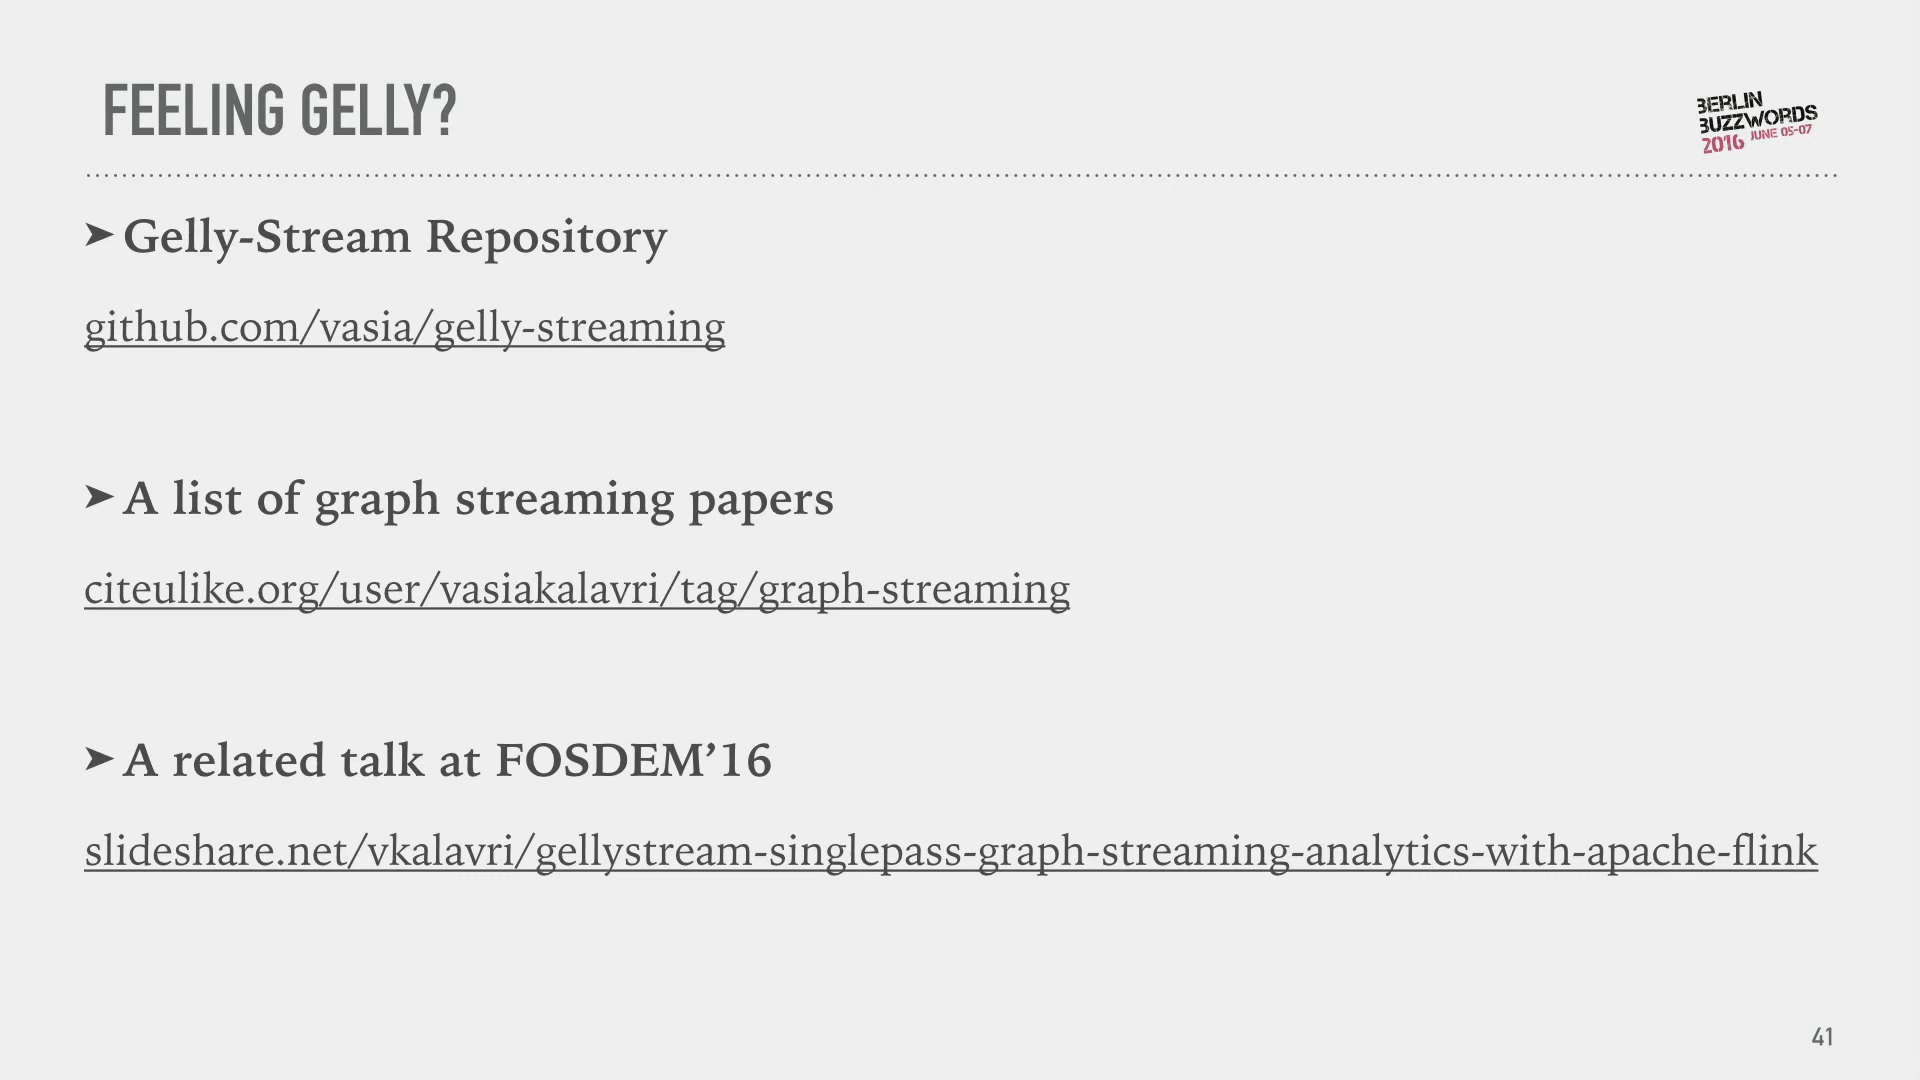 FEELING GELLY?
BERLIN
BUZZWORDS
2016 JUNE 05-07
➤ Gelly-Stream Repository
github.com/vasia/gelly-streaming
➤ A list of graph streaming papers
citeulike.org/user/vasiakalavri/tag/graph-streaming
➤ A related talk at FOSDEM’16
slideshare.net/vkalavri/gellystream-singlepass-graph-streaming-analytics-with-apache-flink
41